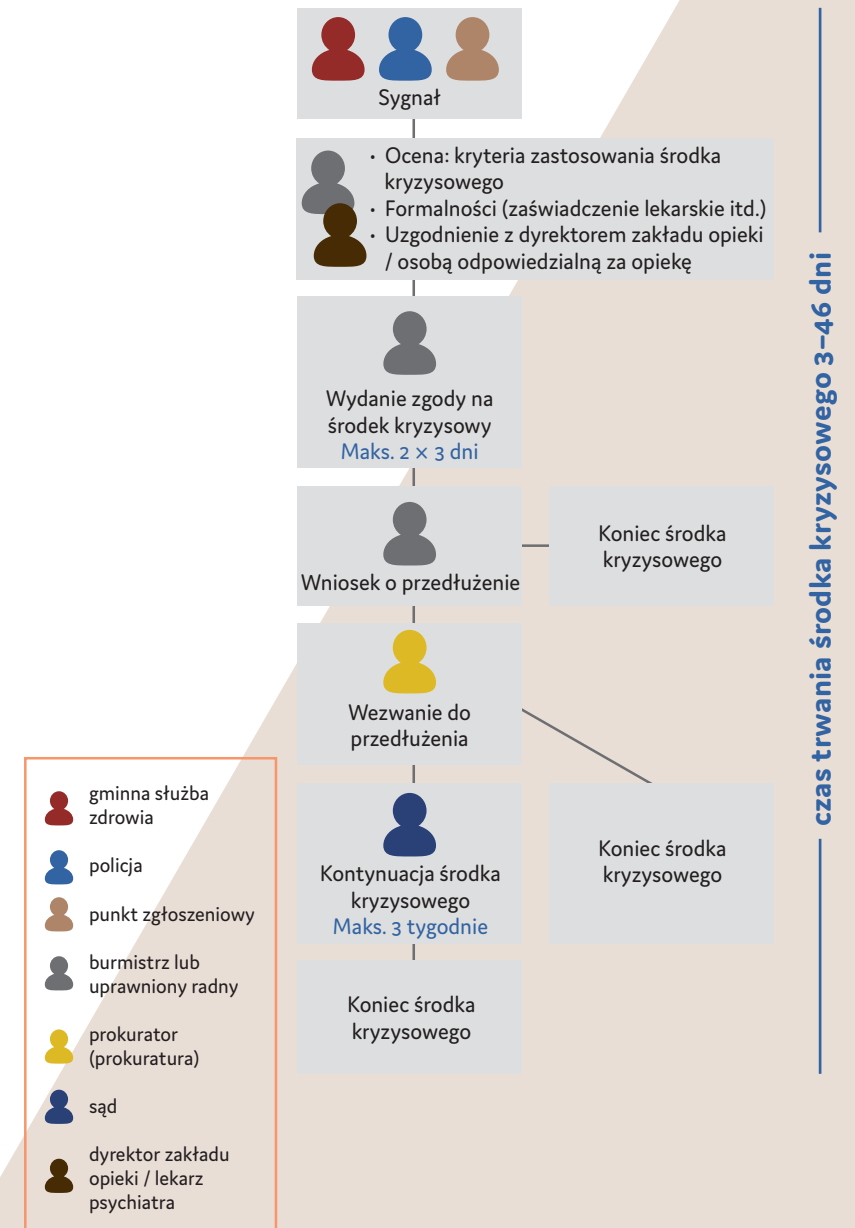 Sygnał
• Ocena: kryteria zastosowania środka
kryzysowego
• Formalności (zaświadczenie lekarskie itd.)
• Uzgodnienie z dyrektorem zakładu opieki
/ osobą odpowiedzialną za opiekę
Wydanie zgody na
środek kryzysowy
Maks. 2 × 3 dni
Wniosek o przedłużenie
Koniec środka
kryzysowego
Wezwanie do
przedłużenia
Kontynuacja środka
kryzysowego
Maks. 3 tygodnie
Koniec środka
kryzysowego
Koniec środka
kryzysowego
czas trwania środka kryzysowego 3–46 dni
gminna służba
zdrowia
policja
punkt zgłoszeniowy
burmistrz lub
uprawniony radny
prokurator
(prokuratura)
sąd
dyrektor zakładu
opieki / lekarz
psychiatra